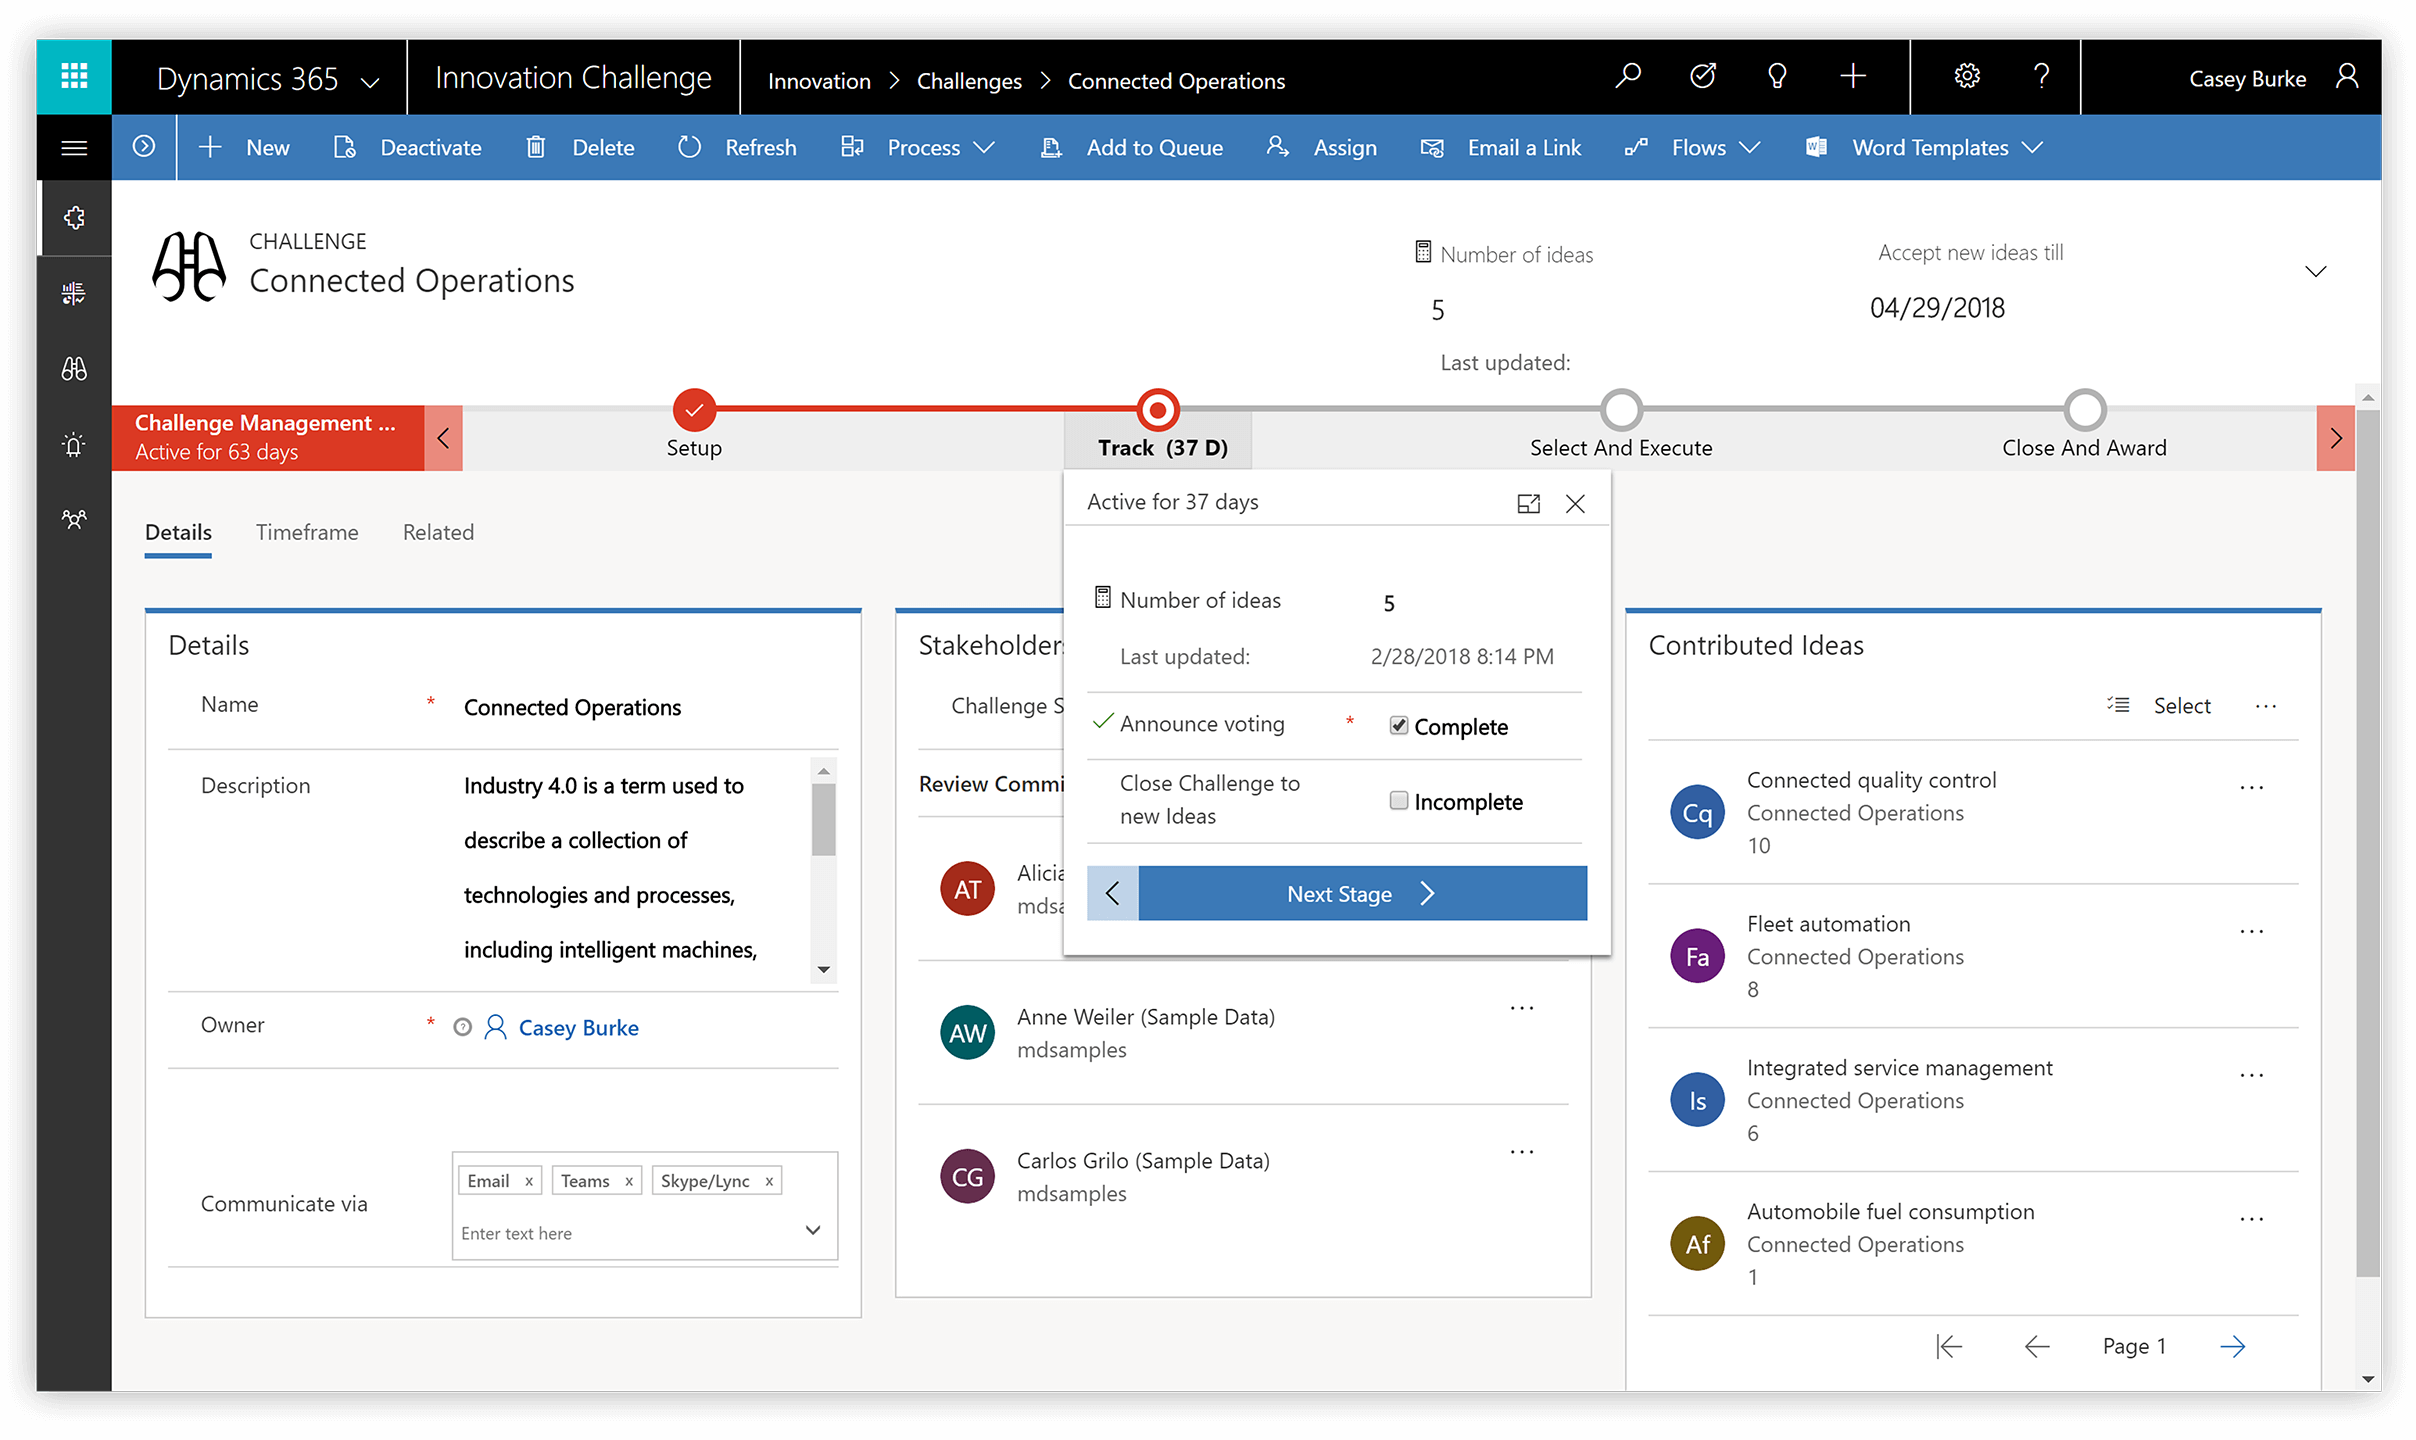 Dynamics 365
Innovation Challenge
Innovation > Challenges > Connected Operations
Casey Burke
New
Deactivate
Delete
Refresh
Process
Add to Queue
Assign
Email a Link
Flows
Word Templates
CHALLENGE
Connected Operations
Number of ideas
5
Last updated:
Accept new ideas till
04/29/2018
Challenge Management ...
Active for 63 days
Setup
Track (37 D)
Select And Execute
Close And Award
Active for 37 days
Number of ideas 5
Last updated: 2/28/2018 8:14 PM
Announce voting * Complete
Close Challenge to
new Ideas
Incomplete
Next Stage
Details
Timeframe
Related
Details
Name * Connected Operations
Description
Industry 4.0 is a term used to
describe a collection of
technologies and processes,
including intelligent machines,
Owner * Casey Burke
Communicate via
Email x
Teams x
Skype/Lync x
Enter text here
Stakeholder
Challenge S
Review Commi
AT
Alicia
mdsa
AW
Anne Weiler (Sample Data)
mdsamples
CG
Carlos Grilo (Sample Data)
mdsamples
Contributed Ideas
Select
Cq
Connected quality control
Connected Operations
10
Fa
Fleet automation
Connected Operations
8
Is
Integrated service management
Connected Operations
6
Af
Automobile fuel consumption
Connected Operations
1
Page 1